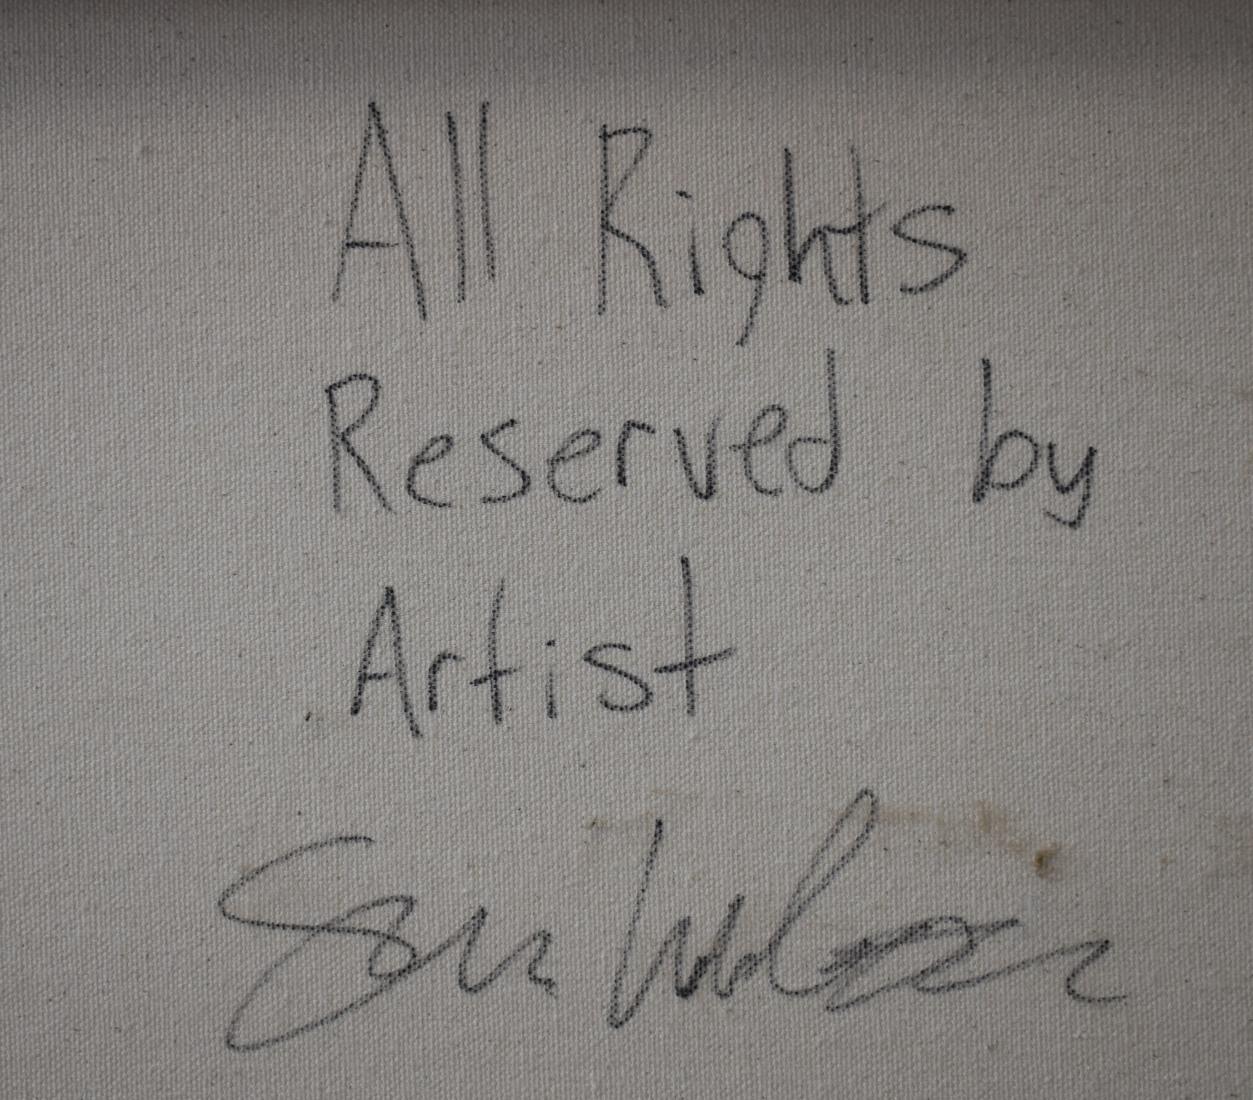 All Rights
Reserved by
Artist